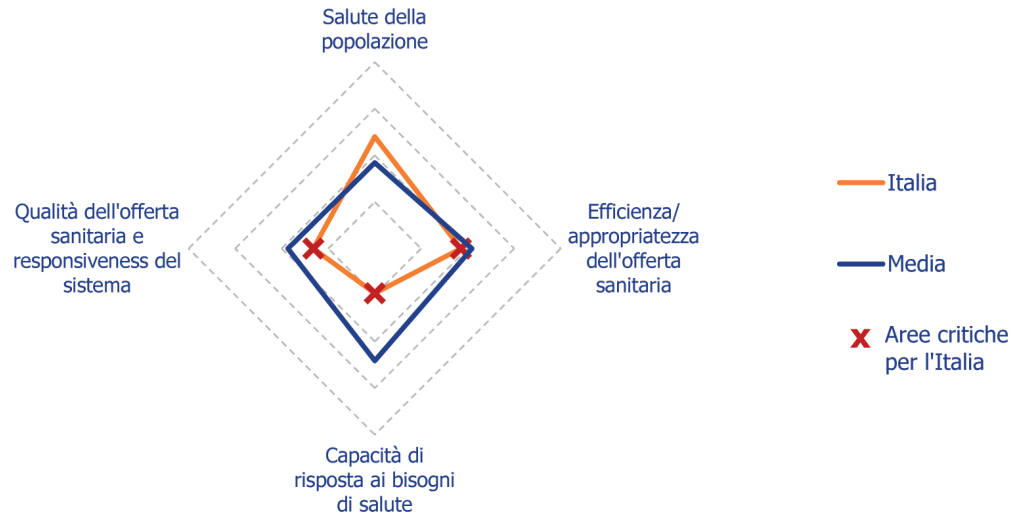 Salute della
popolazione
Qualità dell'offerta
sanitaria e
responsiveness del
sistema
Efficienza/
appropriatezza
dell'offerta
sanitaria
Capacità di
risposta ai bisogni
di salute
Italia
Media
x Aree critiche
per l'Italia